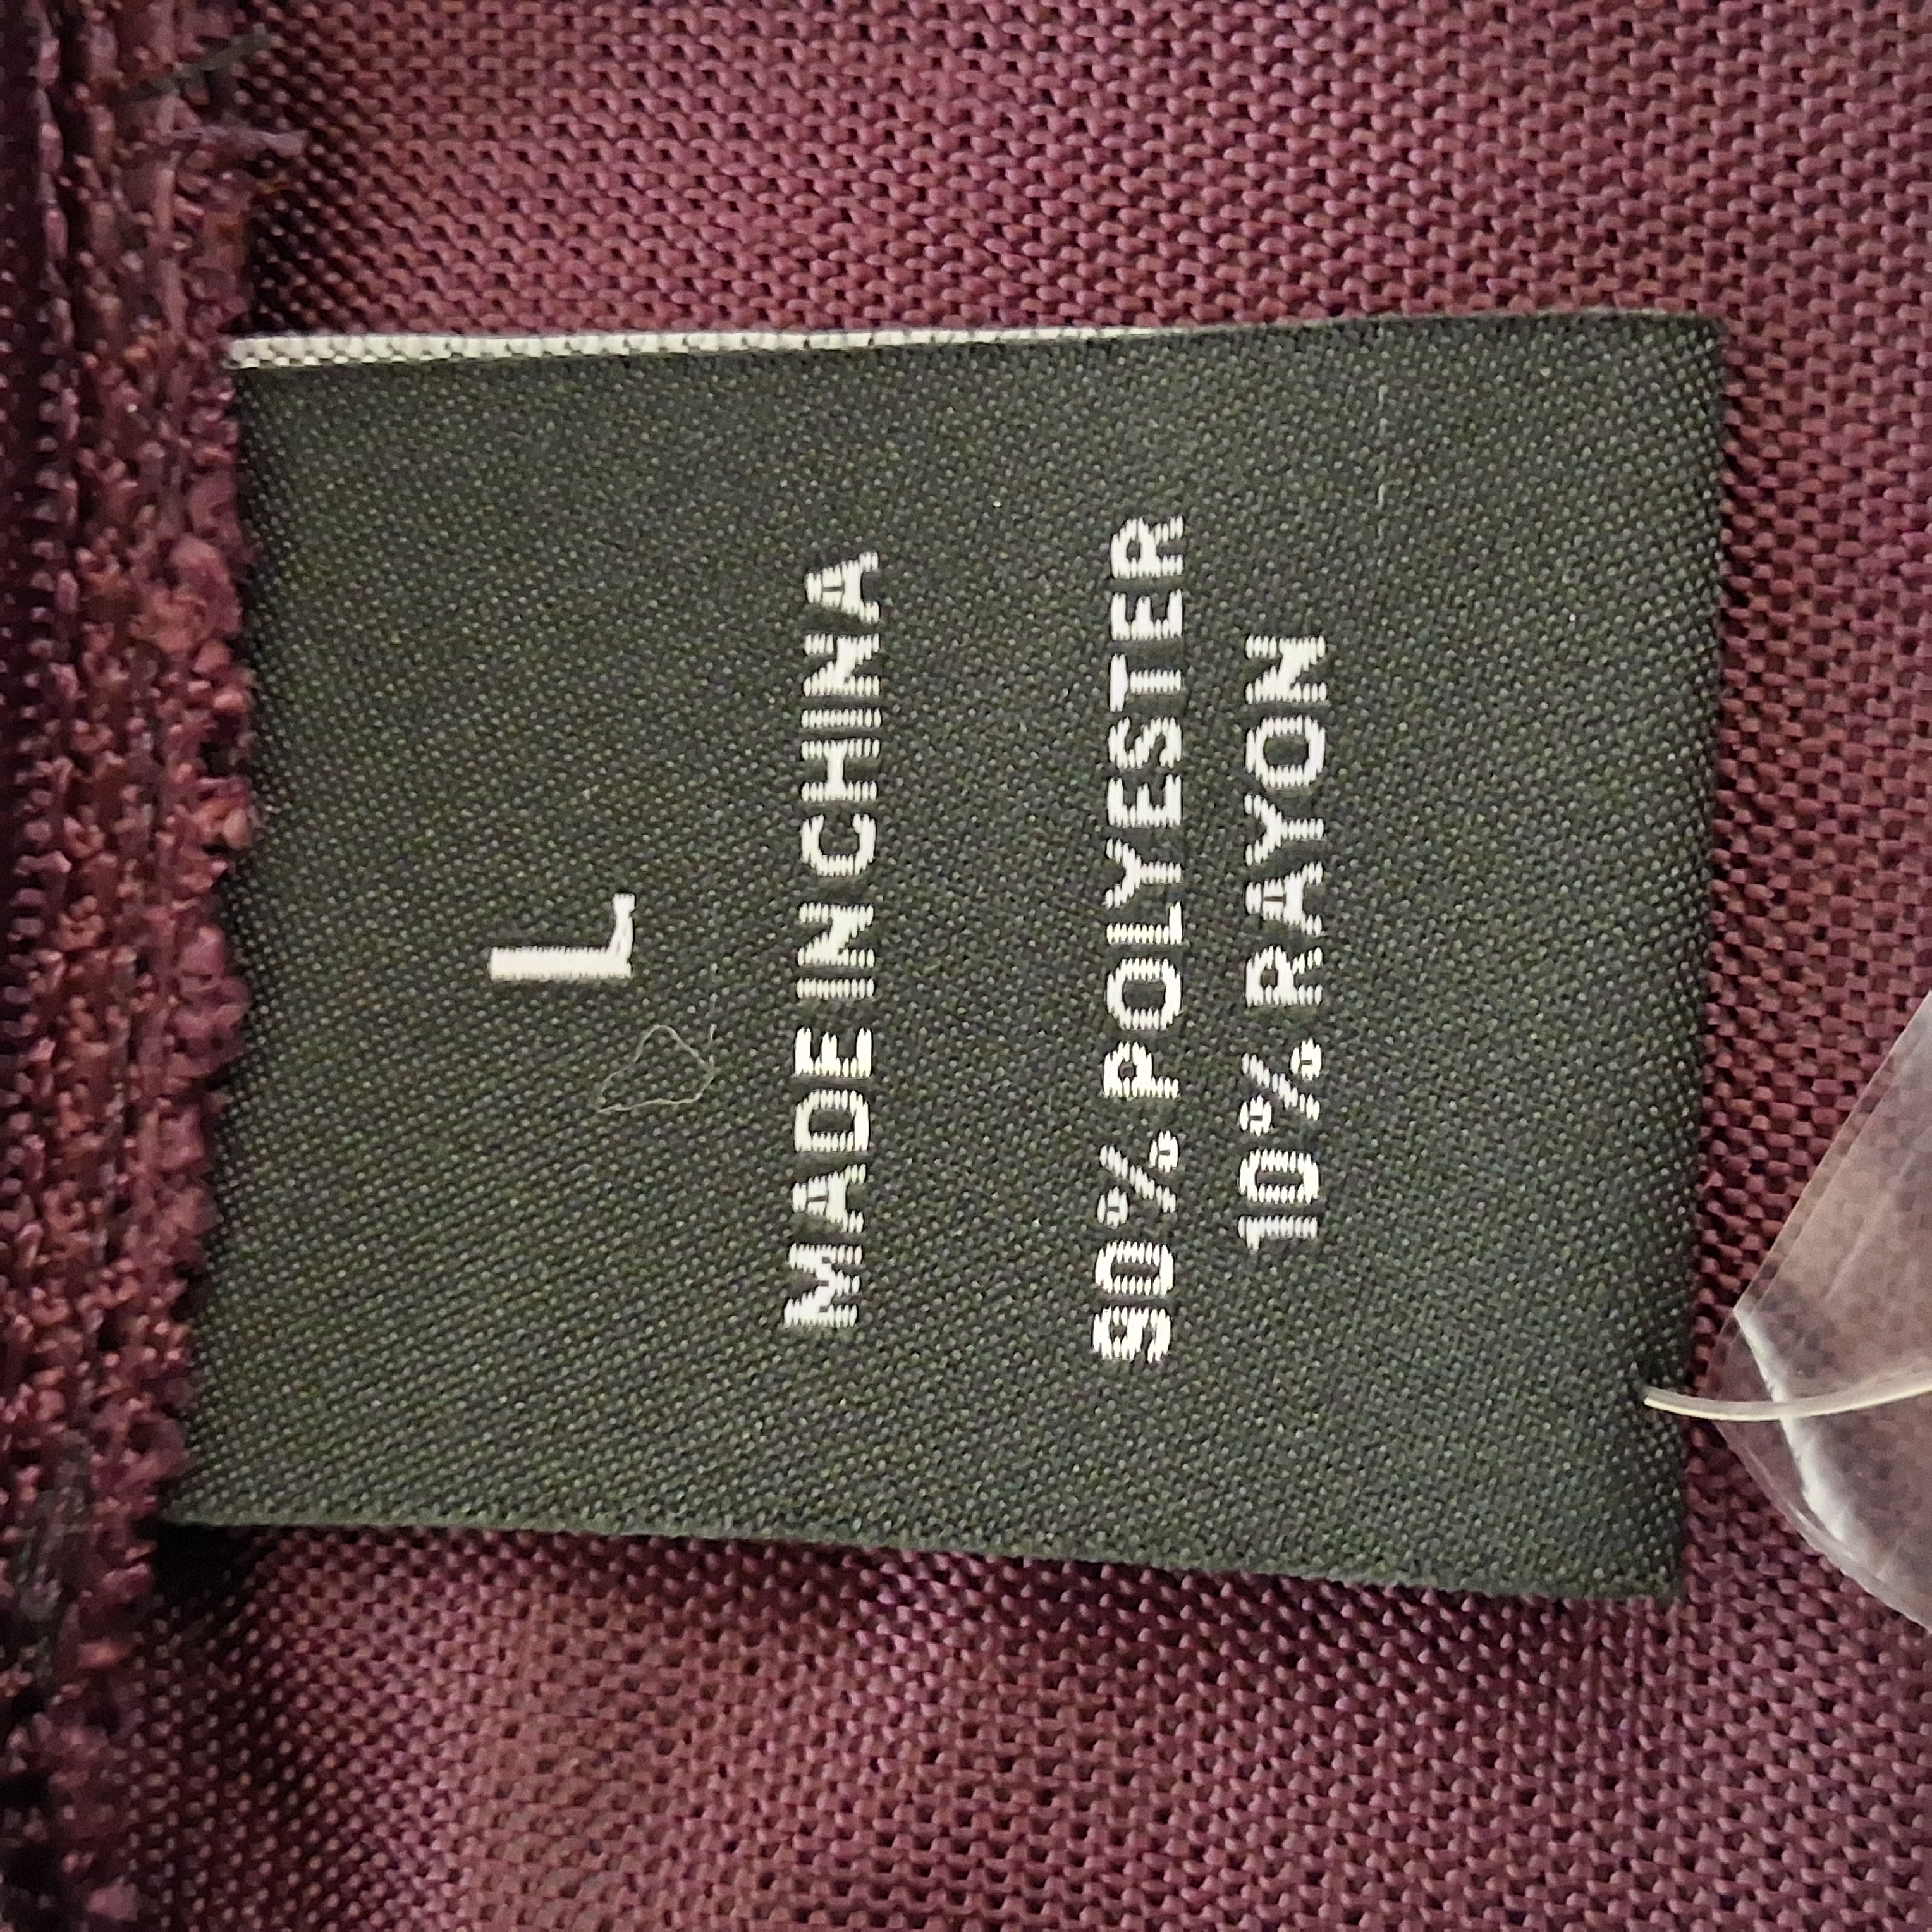 L
MADE IN CHINA
90% POLYESTER
10% RAYON